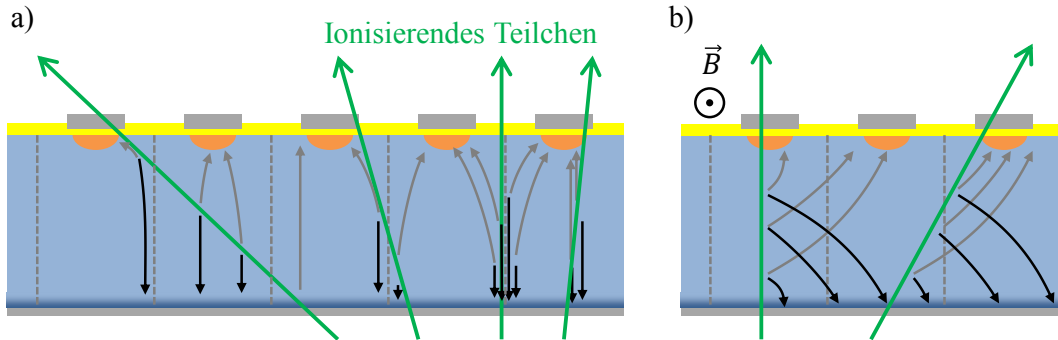 a)
Ionisierendes Teilchen
b)
B⃗